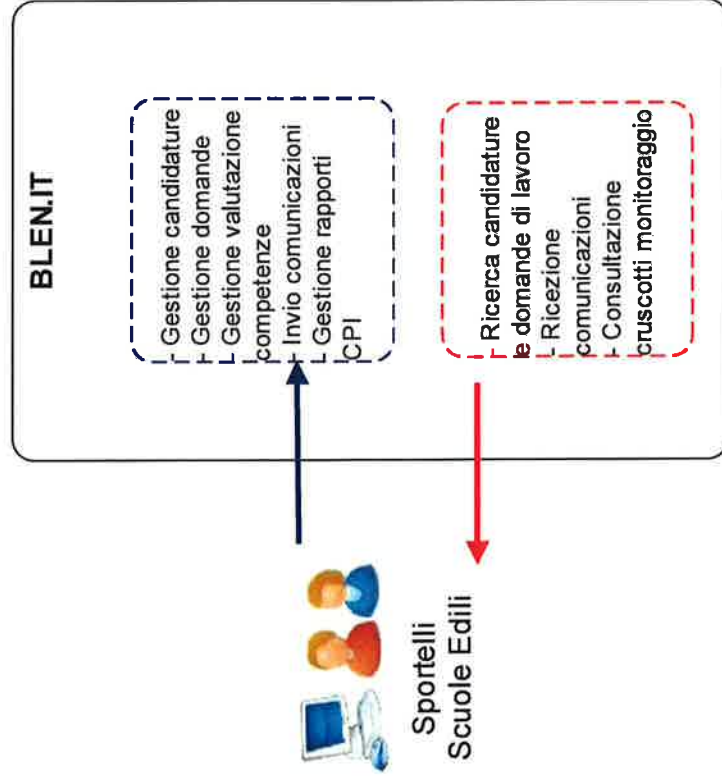 BLEN.IT
- Gestione candidature
- Gestione domande
- Gestione valutazione
competenze
- Invio comunicazioni
- Gestione rapporti
CPI
- Ricerca candidature
e domande di lavoro
- Ricezione
comunicazioni
- Consultazione
cruscotti monitoraggio
Sportelli
Scuole Edili